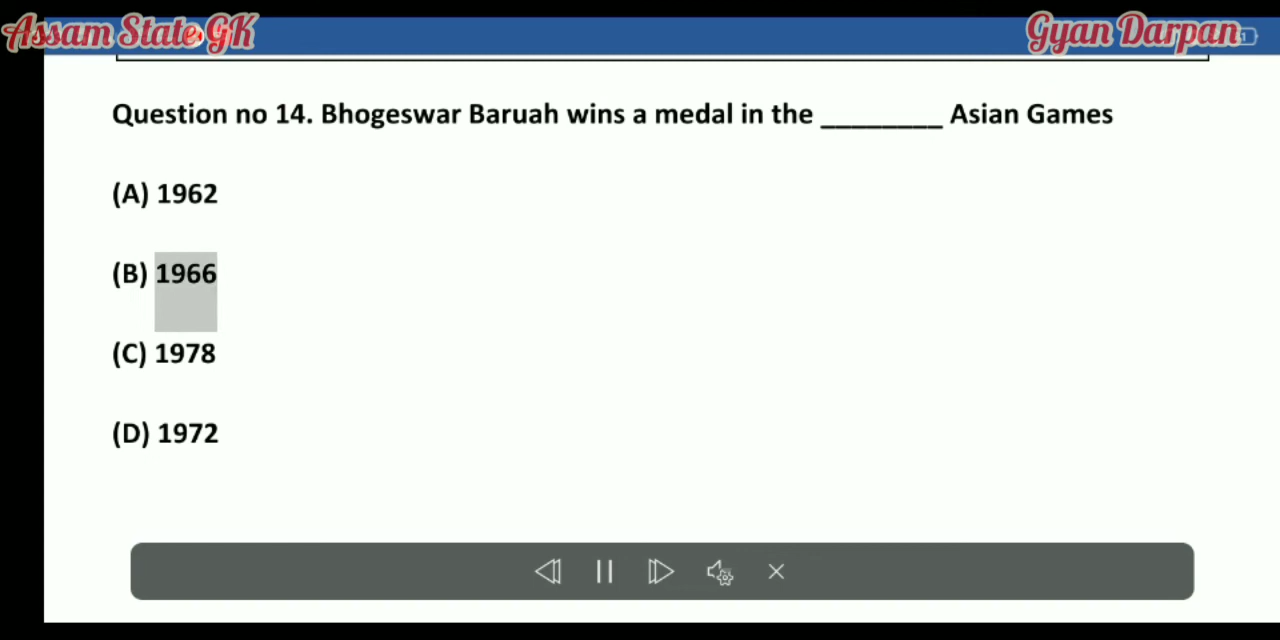 Assam State GK
Gyan Darpan
Question no 14. Bhogeswar Baruah wins a medal in the ________ Asian Games
(A) 1962
(B) 1966
(C) 1978
(D) 1972